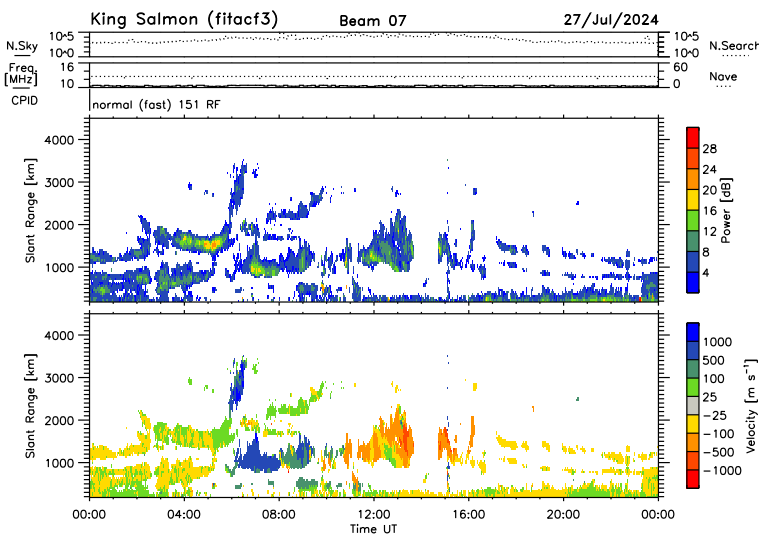 King Salmon (fitacf3) Beam 07 27/Jul/2024
N.Sky 10^5 10^5 N.Search
10^0 10^0
Freq. 16 60 Nave
[MHz] 10 0
CPID normal (fast) 151 RF
Slant Range [km]
4000
3000
2000
1000
Power [dB]
28
24
20
16
12
8
4
Slant Range [km]
4000
3000
2000
1000
Velocity [m s⁻¹]
1000
500
100
25
−25
−100
−500
−1000
00:00 04:00 08:00 12:00 16:00 20:00 00:00
Time UT